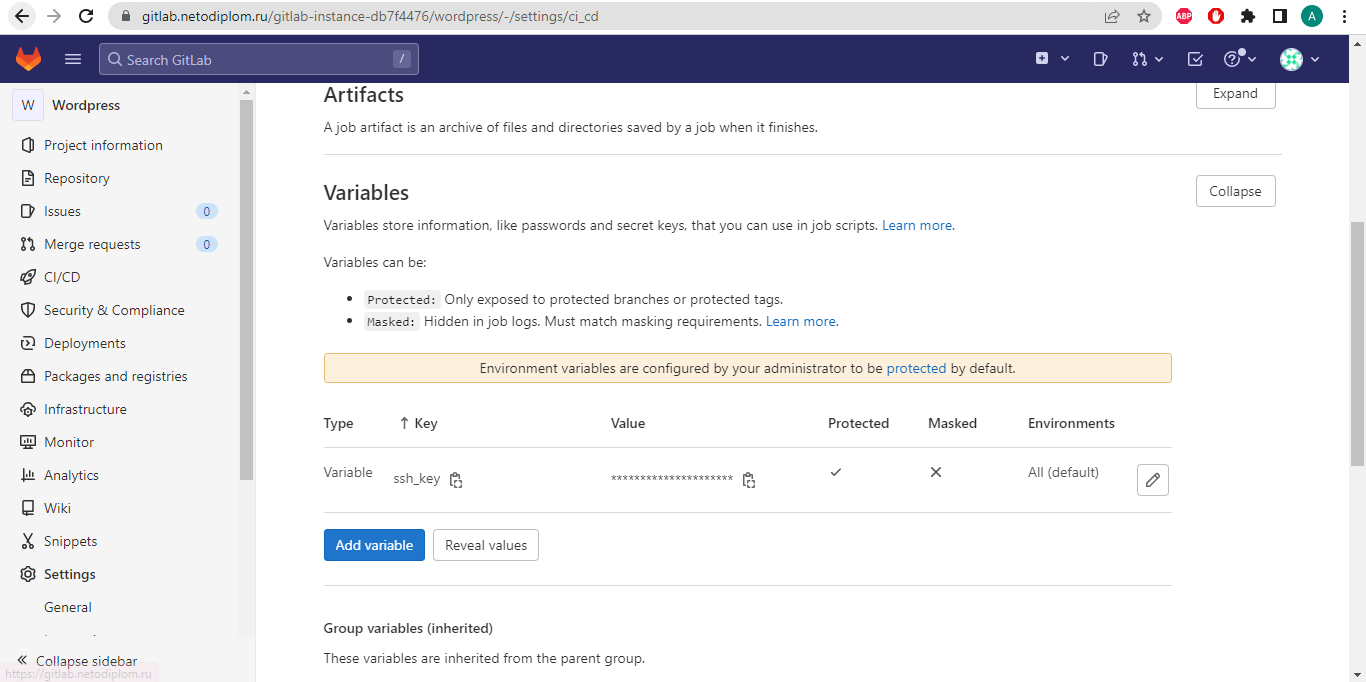 gitlab.netodiplom.ru/gitlab-instance-db7f4476/wordpress/-/settings/ci_cd
ABP
A
Search GitLab
/
W
Wordpress
Project information
Repository
Issues
0
Merge requests
0
CI/CD
Security & Compliance
Deployments
Packages and registries
Infrastructure
Monitor
Analytics
Wiki
Snippets
Settings
General
Collapse sidebar
https://gitlab.netodiplom.ru
Artifacts
Expand
A job artifact is an archive of files and directories saved by a job when it finishes.
Variables
Collapse
Variables store information, like passwords and secret keys, that you can use in job scripts. Learn more.
Variables can be:
• Protected: Only exposed to protected branches or protected tags.
• Masked: Hidden in job logs. Must match masking requirements. Learn more.
Environment variables are configured by your administrator to be protected by default.
Type ↑ Key Value Protected Masked Environments
Variable ssh_key ********************* ✓ ✕ All (default)
Add variable
Reveal values
Group variables (inherited)
These variables are inherited from the parent group.